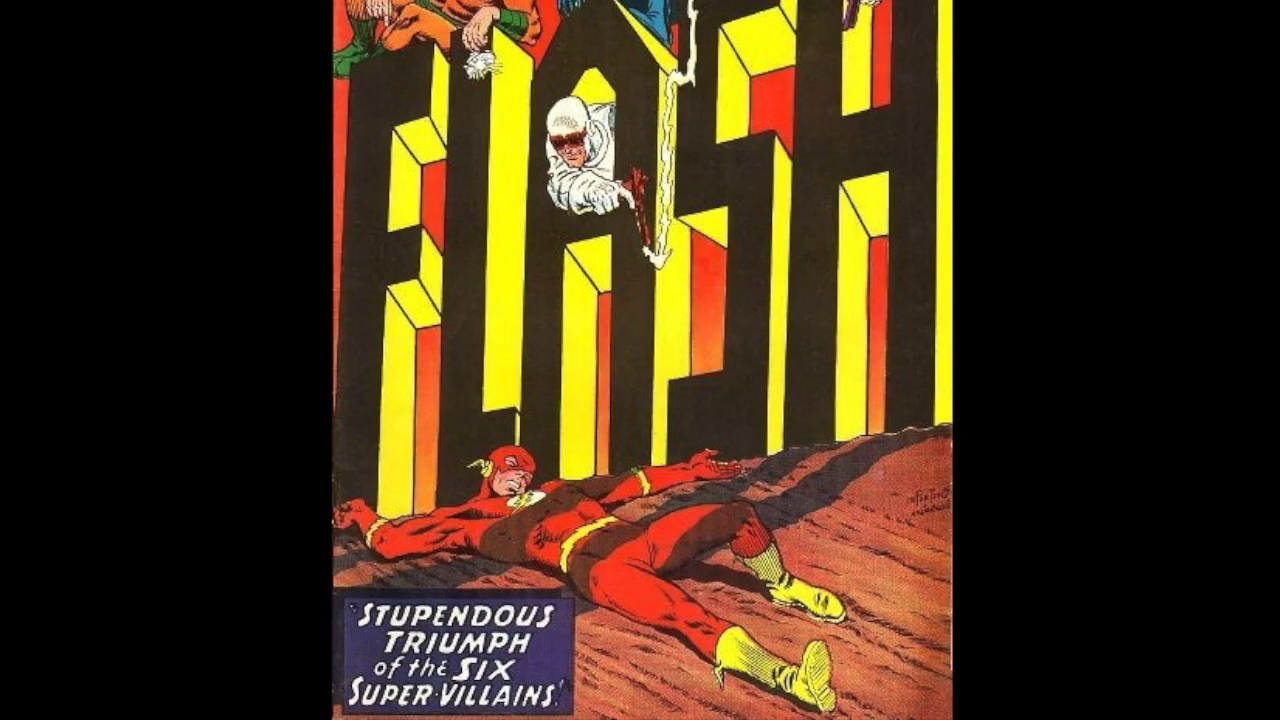 FLASH
"STUPENDOUS
TRIUMPH
of the SIX
SUPER-VILLAINS!"